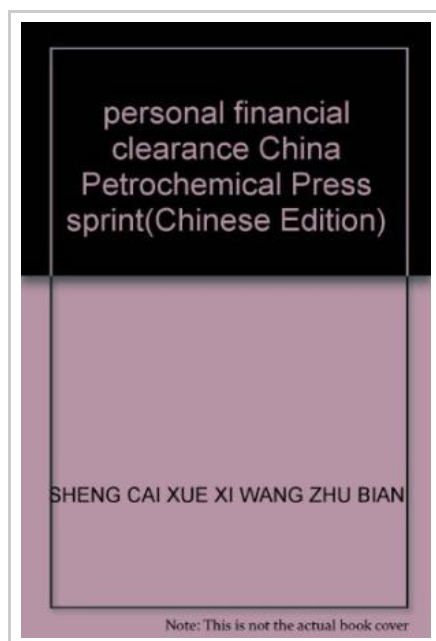 personal financial
clearance China
Petrochemical Press
sprint(Chinese Edition)
SHENG CAI XUE XI WANG ZHU BIAN
Note: This is not the actual book cover